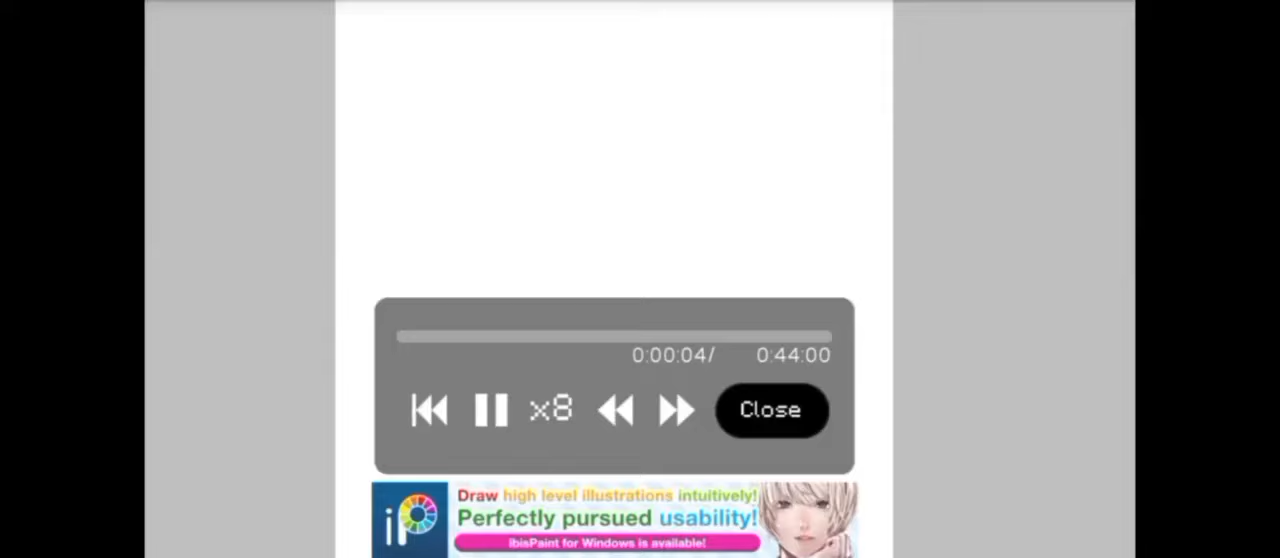 0:00:04/ 0:44:00
x8 Close
iP
Draw high level illustrations intuitively!
Perfectly pursued usability!
ibisPaint for Windows is available!